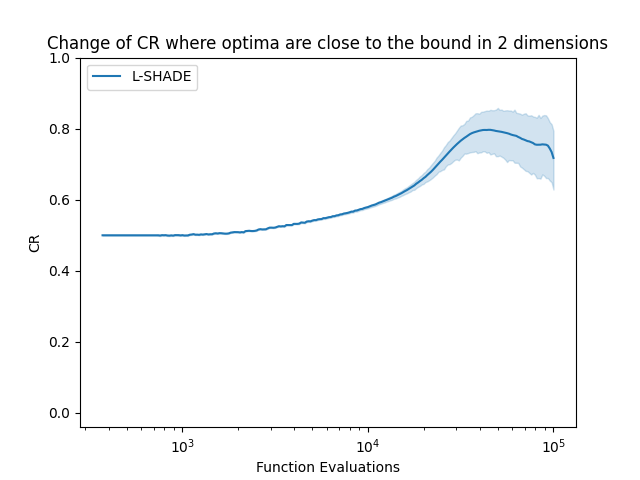 Change of CR where optima are close to the bound in 2 dimensions
L-SHADE
1.0
0.8
0.6
0.4
0.2
0.0
CR
10³
10⁴
10⁵
Function Evaluations